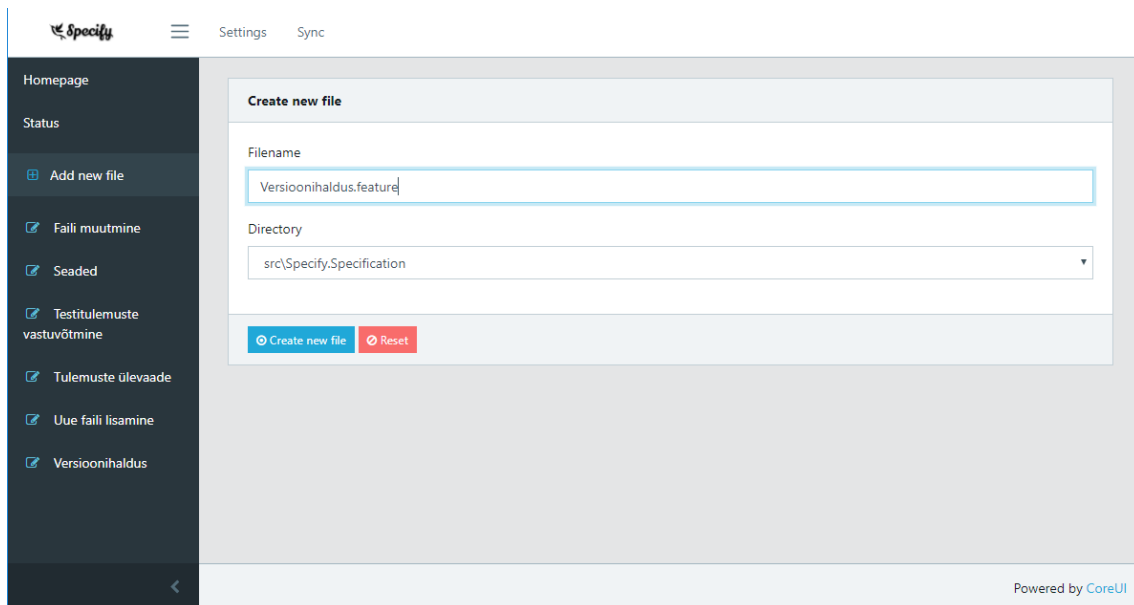 Specify
Settings
Sync
Homepage
Status
Add new file
Faili muutmine
Seaded
Testitulemuste
vastuvõtmine
Tulemuste ülevaade
Uue faili lisamine
Versioonihaldus
Create new file
Filename
Versioonihaldus.feature
Directory
src\Specify.Specification
Create new file
Reset
Powered by CoreUI